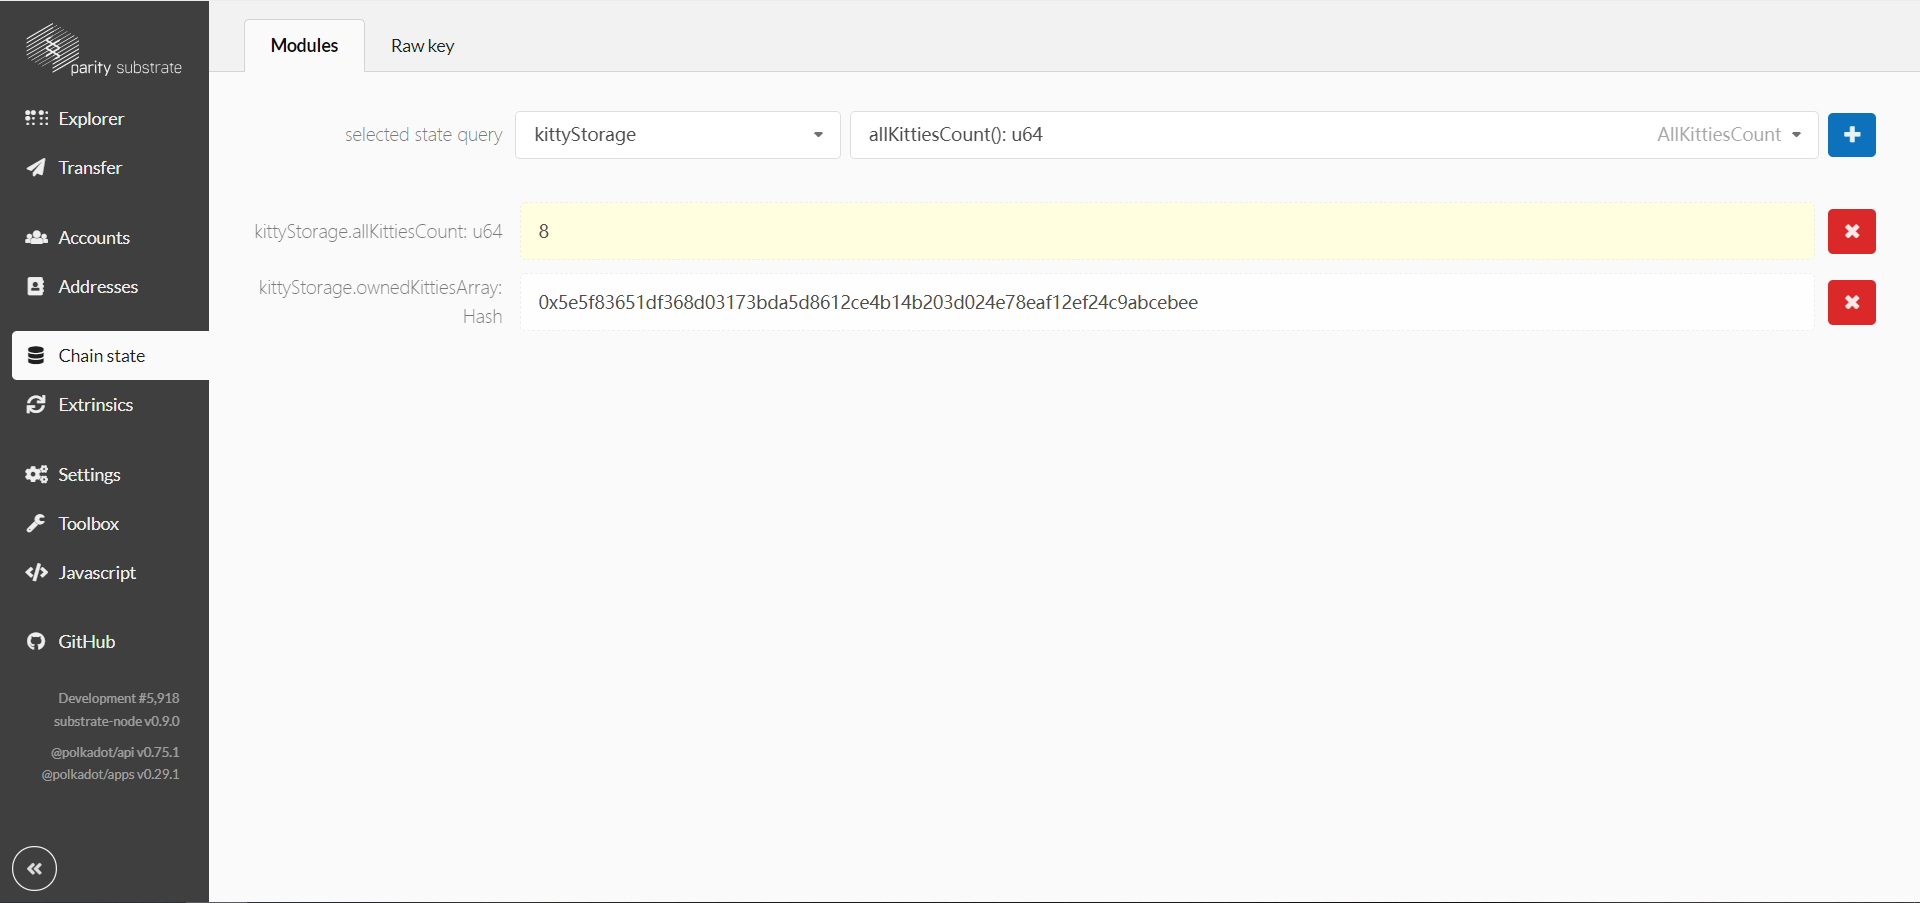 parity substrate
Explorer
Transfer
Accounts
Addresses
Chain state
Extrinsics
Settings
Toolbox
Javascript
GitHub
Development #5,918
substrate-node v0.9.0
@polkadot/api v0.75.1
@polkadot/apps v0.29.1
Modules Raw key
selected state query kittyStorage allKittiesCount(): u64 AllKittiesCount
kittyStorage.allKittiesCount: u64 8
kittyStorage.ownedKittiesArray:
Hash
0x5e5f83651df368d03173bda5d8612ce4b14b203d024e78eaf12ef24c9abcebee